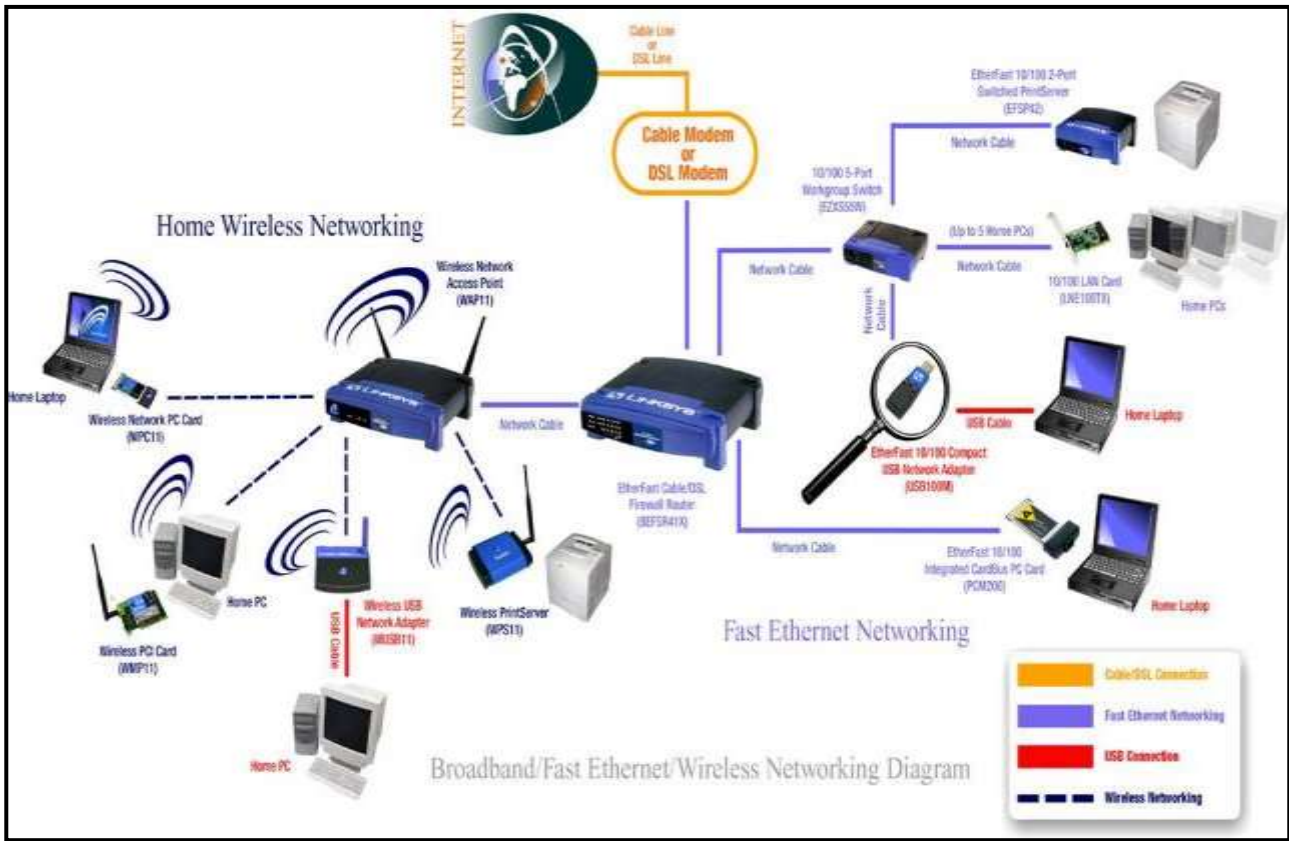 INTERNET
Cable Line
or
DSL Line
Cable Modem
or
DSL Modem
EtherFast 10/100 2-Port
Switched PrintServer
(EFSP42)
Network Cable
10/100 5-Port
Workgroup Switch
(EZXS55W)
(Up to 5 Home PCs)
Network Cable
10/100 LAN Card
(LNE100TX)
Home PCs
Network Cable
Network
Cable
Home Wireless Networking
Wireless Network
Access Point
(WAP11)
Home Laptop
Wireless Network PC Card
(WPC11)
LINKSYS
Network Cable
LINKSYS
EtherFast Cable/DSL
Firewall Router
(BEFSR41X)
USB Cable
Home Laptop
EtherFast 10/100 Compact
USB Network Adapter
(USB100M)
Network Cable
EtherFast 10/100
Integrated CardBus PC Card
(PCM200)
Home Laptop
Home PC
Wireless PCI Card
(WMP11)
USB Cable
Wireless USB
Network Adapter
(WUSB11)
Wireless PrintServer
(WPS11)
Home PC
Fast Ethernet Networking
Broadband/Fast Ethernet/Wireless Networking Diagram
Cable/DSL Connection
Fast Ethernet Networking
USB Connection
Wireless Networking